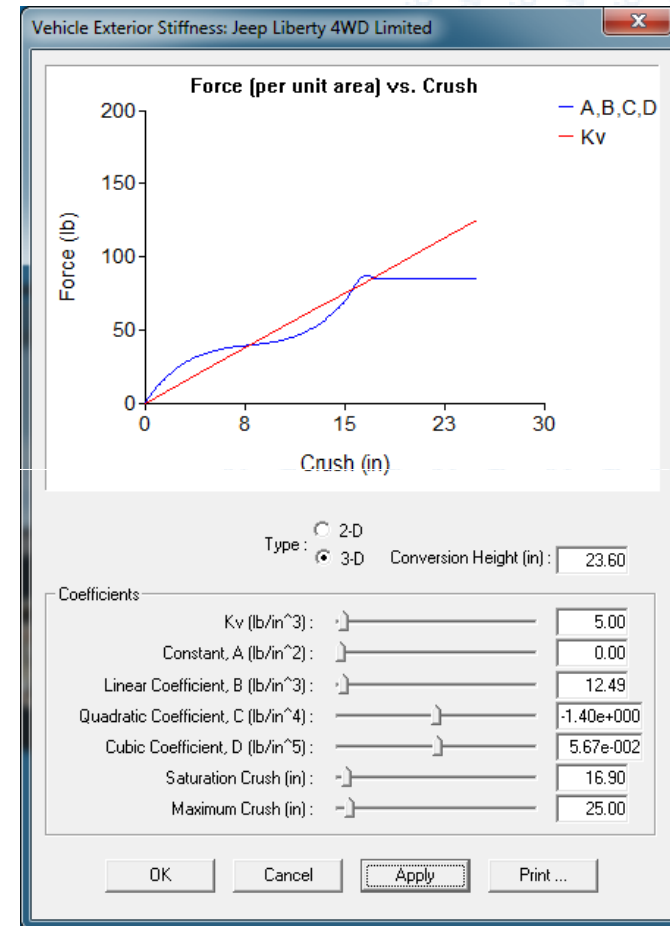 Vehicle Exterior Stiffness: Jeep Liberty 4WD Limited
Force (per unit area) vs. Crush
A,B,C,D
Kv
200
150
100
50
0
Force (lb)
0 8 15 23 30
Crush (in)
Type : 2-D
3-D Conversion Height (in) : 23.60
Coefficients
Kv (lb/in^3) : 5.00
Constant, A (lb/in^2) : 0.00
Linear Coefficient, B (lb/in^3) : 12.49
Quadratic Coefficient, C (lb/in^4) : -1.40e+000
Cubic Coefficient, D (lb/in^5) : 5.67e-002
Saturation Crush (in) : 16.90
Maximum Crush (in) : 25.00
OK Cancel Apply Print ...